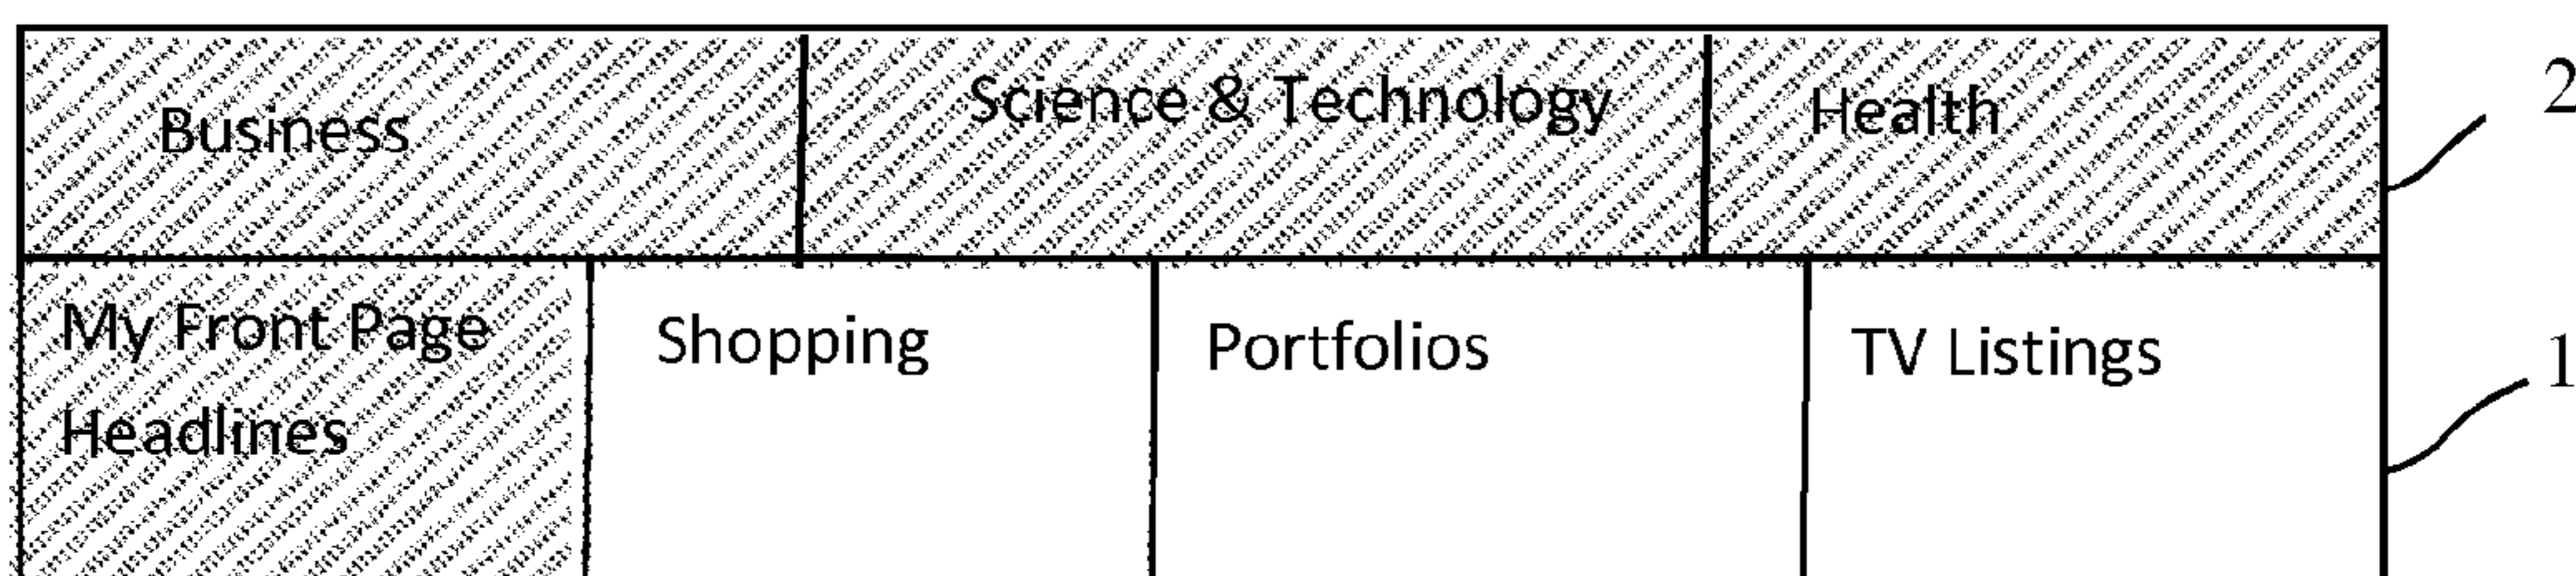 Business Science & Technology Health 2
My Front Page Shopping Portfolios TV Listings 1
Headlines